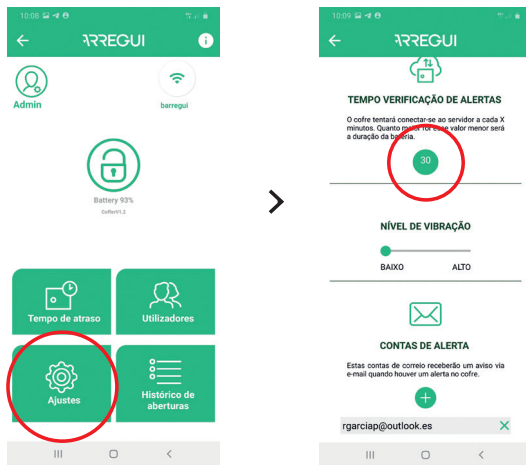 10:08
ARREGUI
Admin
barregui
Battery 93%
CofferV1.2
Tempo de atraso
Utilizadores
Ajustes
Histórico de
aberturas
10:09
ARREGUI
TEMPO VERIFICAÇÃO DE ALERTAS
O cofre tentará conectar-se ao servidor a cada X
minutos. Quanto maior for esse valor menor será
a duração da bateria.
30
NÍVEL DE VIBRAÇÃO
BAIXO ALTO
CONTAS DE ALERTA
Estas contas de correio receberão um aviso via
e-mail quando houver um alerta no cofre.
rgarciap@outlook.es